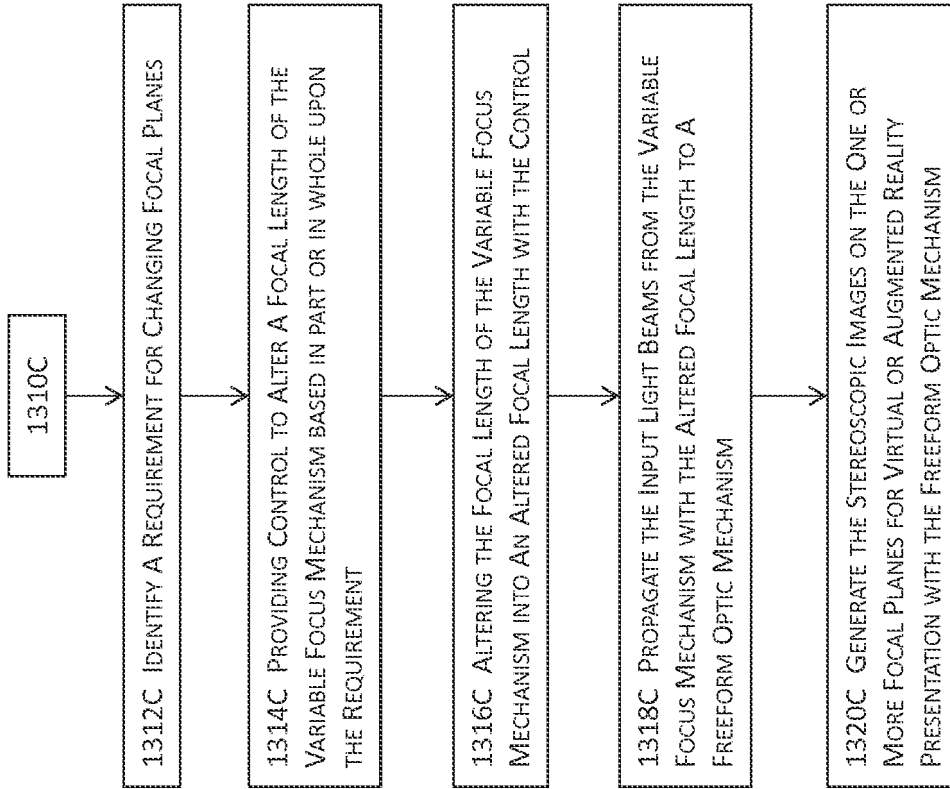 1310C
1312C IDENTIFY A REQUIREMENT FOR CHANGING FOCAL PLANES
1314C PROVIDING CONTROL TO ALTER A FOCAL LENGTH OF THE
VARIABLE FOCUS MECHANISM BASED IN PART OR IN WHOLE UPON
THE REQUIREMENT
1316C ALTERING THE FOCAL LENGTH OF THE VARIABLE FOCUS
MECHANISM INTO AN ALTERED FOCAL LENGTH WITH THE CONTROL
1318C PROPAGATE THE INPUT LIGHT BEAMS FROM THE VARIABLE
FOCUS MECHANISM WITH THE ALTERED FOCAL LENGTH TO A
FREEFORM OPTIC MECHANISM
1320C GENERATE THE STEREOSCOPIC IMAGES ON THE ONE OR
MORE FOCAL PLANES FOR VIRTUAL OR AUGMENTED REALITY
PRESENTATION WITH THE FREEFORM OPTIC MECHANISM